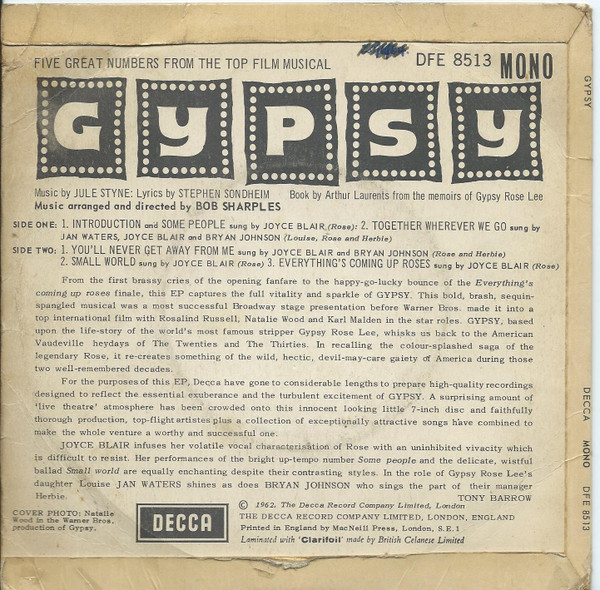 FIVE GREAT NUMBERS FROM THE TOP FILM MUSICAL
DFE 8513 MONO
GYPSY
Music by JULE STYNE: Lyrics by STEPHEN SONDHEIM Book by Arthur Laurents from the memoirs of Gypsy Rose Lee
Music arranged and directed by BOB SHARPLES
SIDE ONE: 1. INTRODUCTION and SOME PEOPLE sung by JOYCE BLAIR (Rose): 2. TOGETHER WHEREVER WE GO sung by
JAN WATERS, JOYCE BLAIR and BRYAN JOHNSON (Louise, Rose and Herbie)
SIDE TWO: 1. YOU'LL NEVER GET AWAY FROM ME sung by JOYCE BLAIR and BRYAN JOHNSON (Rose and Herbie)
2. SMALL WORLD sung by JOYCE BLAIR (Rose) 3. EVERYTHING'S COMING UP ROSES sung by JOYCE BLAIR (Rose)
From the first brassy cries of the opening fanfare to the happy-go-lucky bounce of the Everything's
coming up roses finale, this EP captures the full vitality and sparkle of GYPSY. This bold, brash, sequin-
spangled musical was a most successful Broadway stage presentation before Warner Bros. made it into a
top international film with Rosalind Russell, Natalie Wood and Karl Malden in the star roles. GYPSY, based
upon the life-story of the world's most famous stripper Gypsy Rose Lee, whisks us back to the American
Vaudeville heydays of The Twenties and The Thirties. In recalling the colour-splashed saga of the
legendary Rose, it re-creates something of the wild, hectic, devil-may-care gaiety of America during those
two well-remembered decades.
For the purposes of this EP, Decca have gone to considerable lengths to prepare high-quality recordings
designed to reflect the essential exuberance and the turbulent excitement of GYPSY. A surprising amount of
'live theatre' atmosphere has been crowded onto this innocent looking little 7-inch disc and faithfully
thorough production, top-flight artistes plus a collection of exceptionally attractive songs have combined to
make the whole venture a worthy and successful one.
JOYCE BLAIR infuses her volatile vocal characterisation of Rose with an uninhibited vivacity which
is difficult to resist. Her performances of the bright up-tempo number Some people and the delicate, wistful
ballad Small world are equally enchanting despite their contrasting styles. In the role of Gypsy Rose Lee's
daughter Louise JAN WATERS shines as does BRYAN JOHNSON who sings the part of their manager
Herbie.
TONY BARROW
COVER PHOTO: Natalie
Wood in the Warner Bros.
production of Gypsy.
DECCA
© 1962, The Decca Record Company Limited, London
THE DECCA RECORD COMPANY LIMITED, LONDON, ENGLAND
Printed in England by MacNeill Press, London, S.E.1
Laminated with 'Clarifoil' made by British Celanese Limited
GYPSY
DECCA MONO DFE 8513